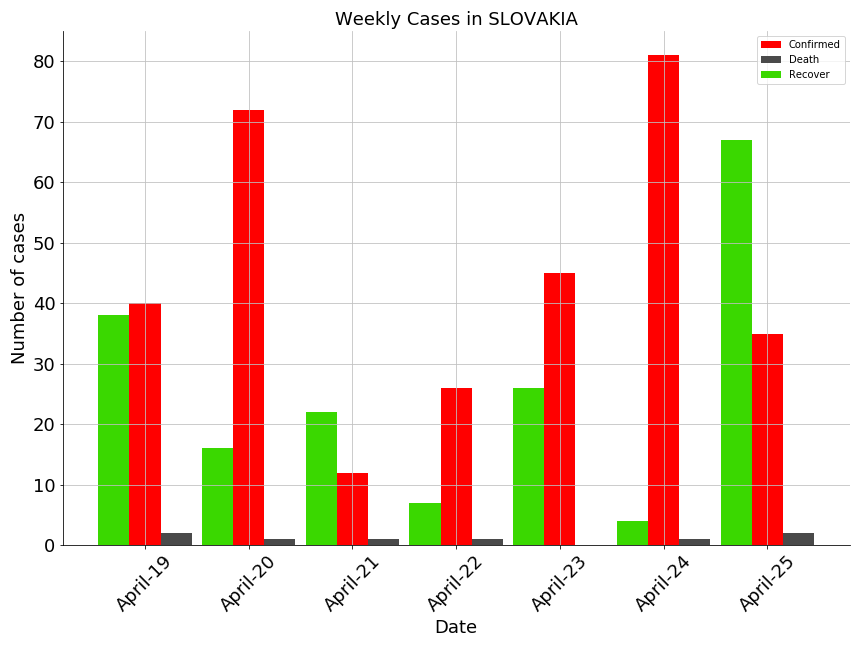 Weekly Cases in SLOVAKIA
Confirmed
Death
Recover
Number of cases
80
70
60
50
40
30
20
10
0
April-19
April-20
April-21
April-22
April-23
April-24
April-25
Date